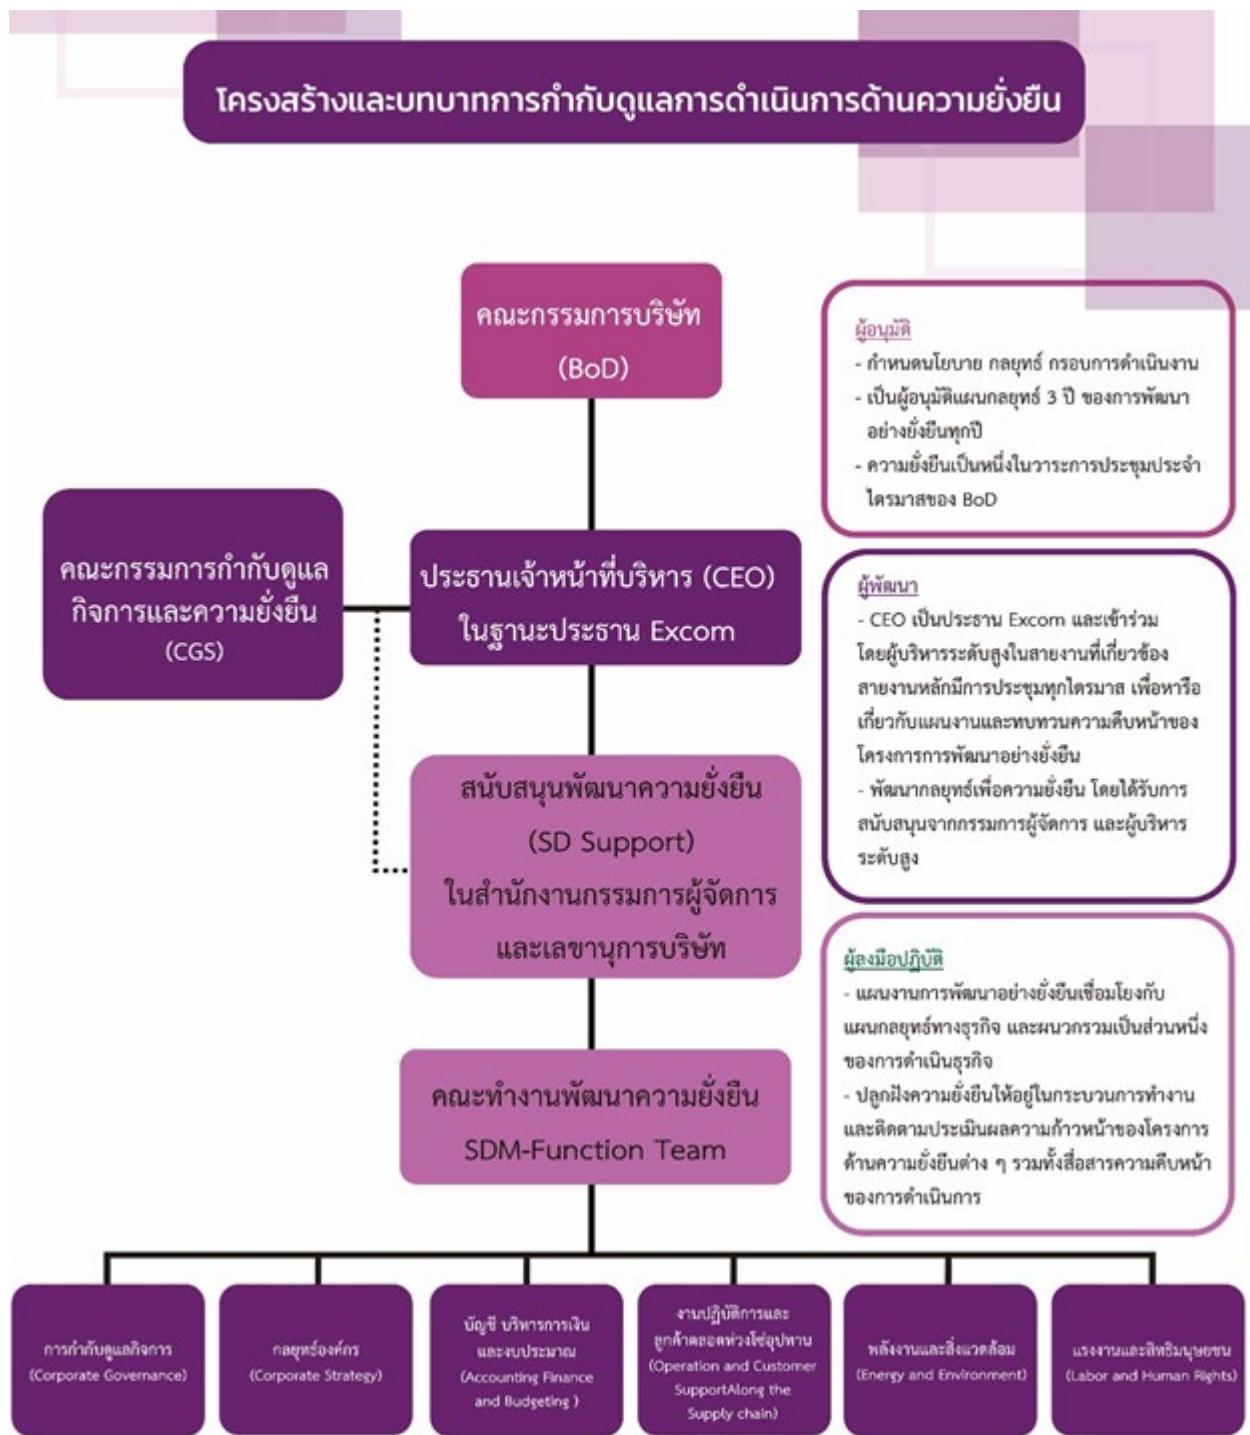 โครงสร้างและบทบาทการกำกับดูแลการดำเนินการด้านความยั่งยืน
คณะกรรมการบริษัท
(BoD)
ผู้อนุมัติ
- กำหนดนโยบาย กลยุทธ์ กรอบการดำเนินงาน
- เป็นผู้อนุมัติแผนกลยุทธ์ 3 ปี ของการพัฒนา
อย่างยั่งยืนทุกปี
- ความยั่งยืนเป็นหนึ่งในวาระการประชุมประจำ
ไตรมาสของ BoD
คณะกรรมการกำกับดูแล
กิจการและความยั่งยืน
(CGS)
ประธานเจ้าหน้าที่บริหาร (CEO)
ในฐานะประธาน Excom
ผู้พัฒนา
- CEO เป็นประธาน Excom และเข้าร่วม
โดยผู้บริหารระดับสูงในสายงานที่เกี่ยวข้อง
สายงานหลักมีการประชุมทุกไตรมาส เพื่อหารือ
เกี่ยวกับแผนงานและทบทวนความคืบหน้าของ
โครงการการพัฒนาอย่างยั่งยืน
- พัฒนากลยุทธ์เพื่อความยั่งยืน โดยได้รับการ
สนับสนุนจากกรรมการผู้จัดการ และผู้บริหาร
ระดับสูง
สนับสนุนพัฒนาความยั่งยืน
(SD Support)
ในสำนักงานกรรมการผู้จัดการ
และเลขานุการบริษัท
ผู้ลงมือปฏิบัติ
- แผนงานการพัฒนาอย่างยั่งยืนเชื่อมโยงกับ
แผนกลยุทธ์ทางธุรกิจ และผนวกรวมเป็นส่วนหนึ่ง
ของการดำเนินธุรกิจ
- ปลูกฝังความยั่งยืนให้อยู่ในกระบวนการทำงาน
และติดตามประเมินผลความก้าวหน้าของโครงการ
ด้านความยั่งยืนต่าง ๆ รวมทั้งสื่อสารความคืบหน้า
ของการดำเนินการ
คณะทำงานพัฒนาความยั่งยืน
SDM-Function Team
การกำกับดูแลกิจการ
(Corporate Governance)
กลยุทธ์องค์กร
(Corporate Strategy)
บัญชี บริหารการเงิน
และงบประมาณ
(Accounting Finance
and Budgeting )
งานปฏิบัติการและ
ลูกค้าตลอดห่วงโซ่อุปทาน
(Operation and Customer
SupportAlong the
Supply chain)
พลังงานและสิ่งแวดล้อม
(Energy and Environment)
แรงงานและสิทธิมนุษยชน
(Labor and Human Rights)